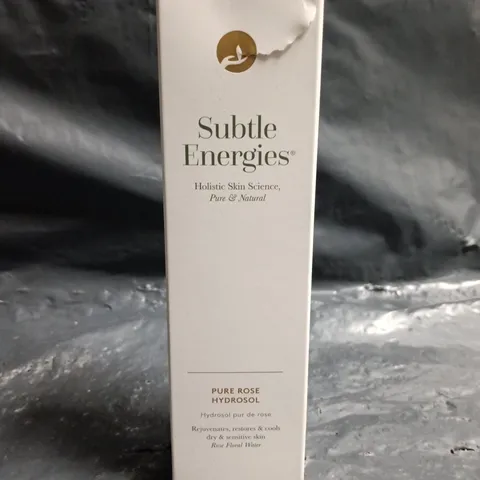 Subtle
Energies®
Holistic Skin Science,
Pure & Natural
PURE ROSE
HYDROSOL
Hydrosol pur de rose
Rejuvenates, restores & cools
dry & sensitive skin
Rose Floral Water